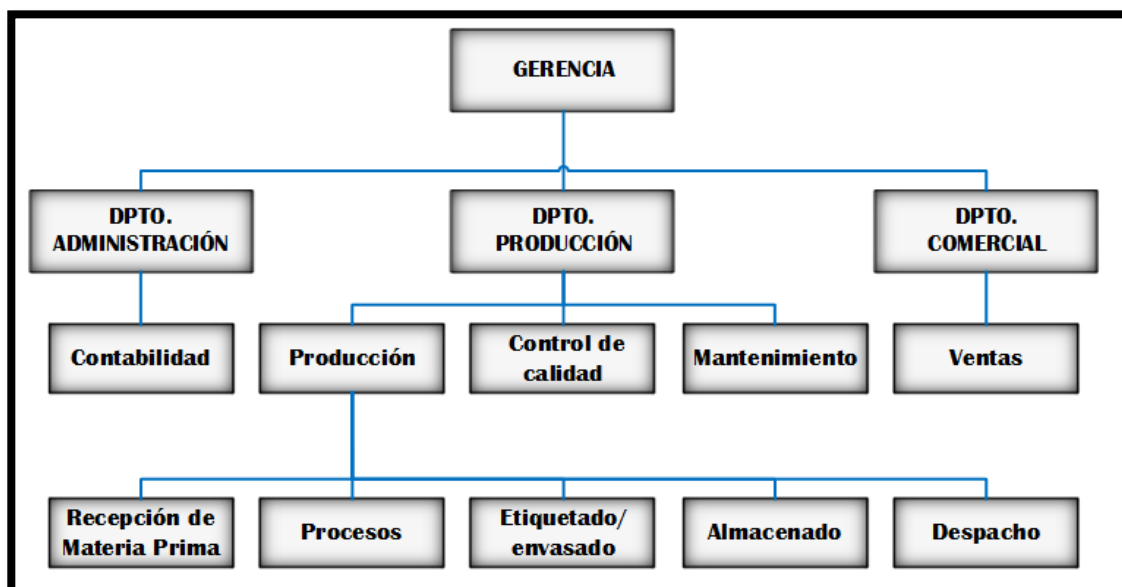 GERENCIA
DPTO.
ADMINISTRACIÓN
DPTO.
PRODUCCIÓN
DPTO.
COMERCIAL
Contabilidad
Producción
Control de
calidad
Mantenimiento
Ventas
Recepción de
Materia Prima
Procesos
Etiquetado/
envasado
Almacenado
Despacho